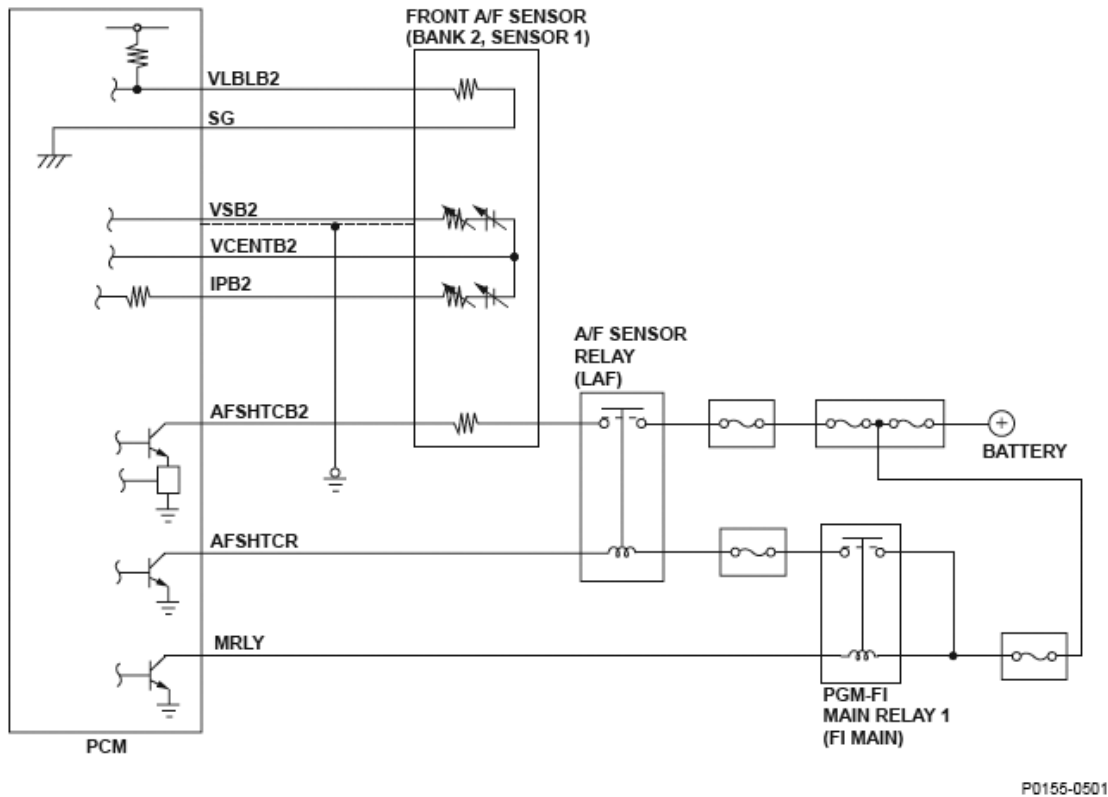 FRONT A/F SENSOR
(BANK 2, SENSOR 1)
VLBLB2
SG
VSB2
VCENTB2
IPB2
A/F SENSOR
RELAY
(LAF)
AFSHTCB2
+
BATTERY
AFSHTCR
MRLY
PGM-FI
MAIN RELAY 1
(FI MAIN)
PCM
P0155-0501